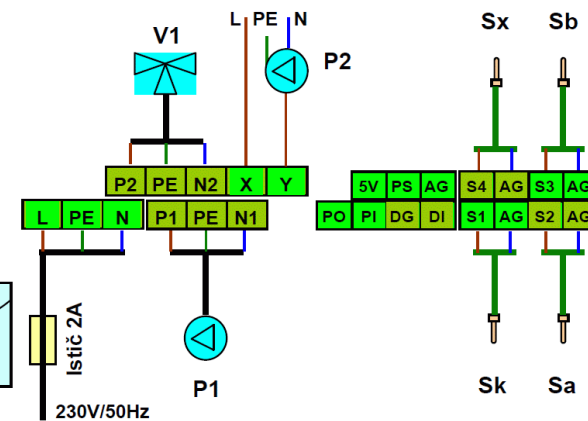 L PE N
Sx Sb
V1
P2
P2 PE N2 X Y
5V PS AG S4 AG S3 AG
L PE N P1 PE N1
PO PI DG DI S1 AG S2 AG
Istič 2A
P1
Sk Sa
230V/50Hz